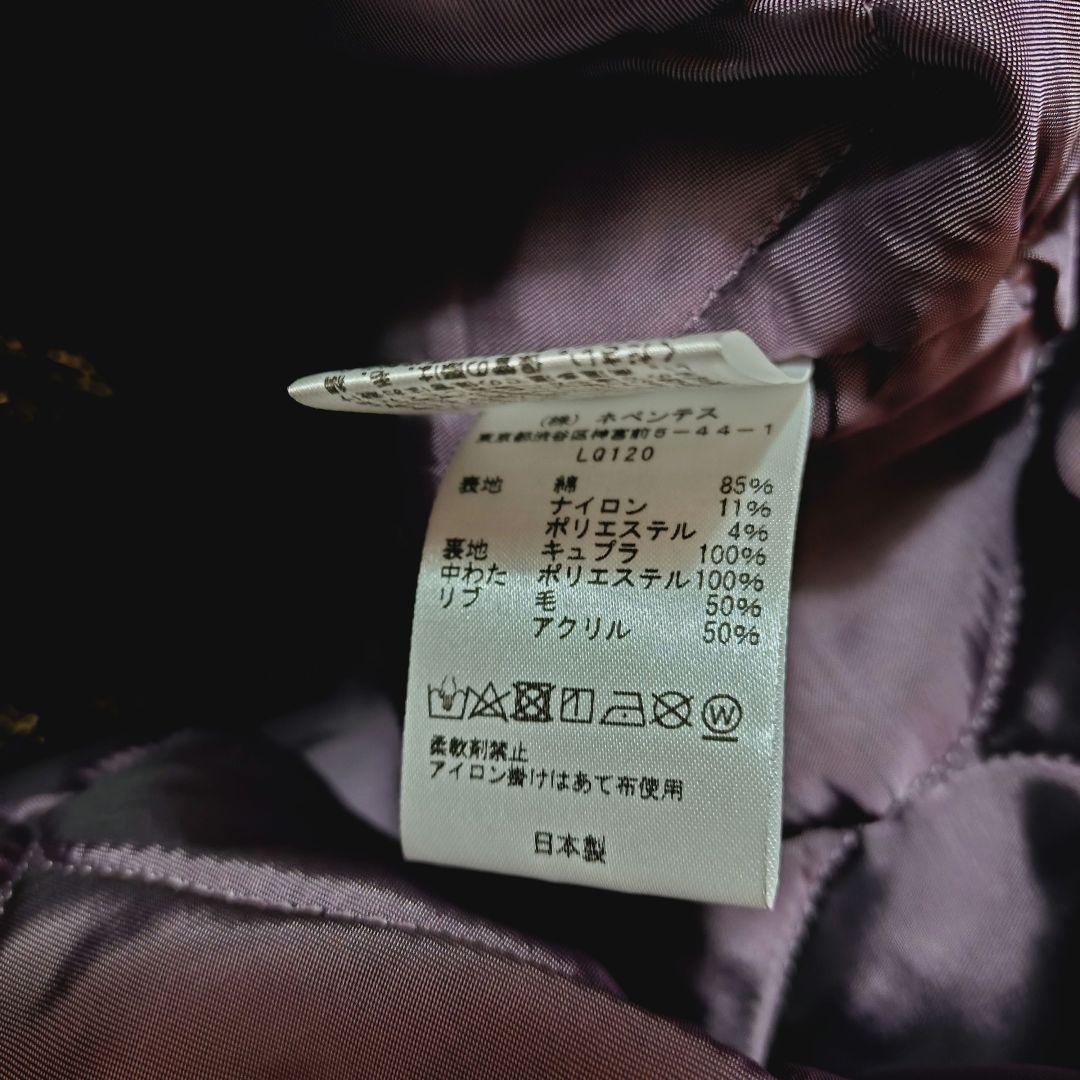 (株) ネペンテス
東京都渋谷区神宮前5-44-1
LQ120
表地 綿 85%
ナイロン 11%
ポリエステル 4%
裏地 キュプラ 100%
中わた ポリエステル 100%
リブ 毛 50%
アクリル 50%
W
柔軟剤禁止
アイロン掛けはあて布使用
日本製